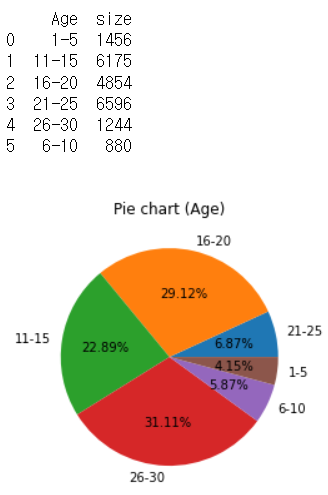 Age size
0 1-5 1456
1 11-15 6175
2 16-20 4854
3 21-25 6596
4 26-30 1244
5 6-10 880
Pie chart (Age)
16-20
29.12%
21-25
11-15
22.89%
6.87%
4.15%
1-5
5.87%
6-10
31.11%
26-30